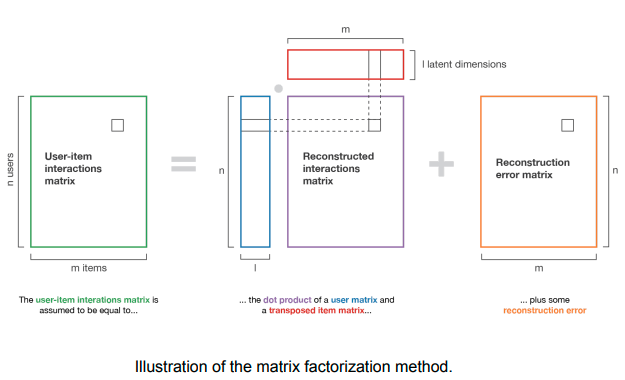 m
l latent dimensions
n users
User-item
interactions
matrix
=
n
Reconstructed
interactions
matrix
+
Reconstruction
error matrix
n
m items
l
m
The user-item interations matrix is
assumed to be equal to...
... the dot product of a user matrix and
a transposed item matrix...
... plus some
reconstruction error
Illustration of the matrix factorization method.